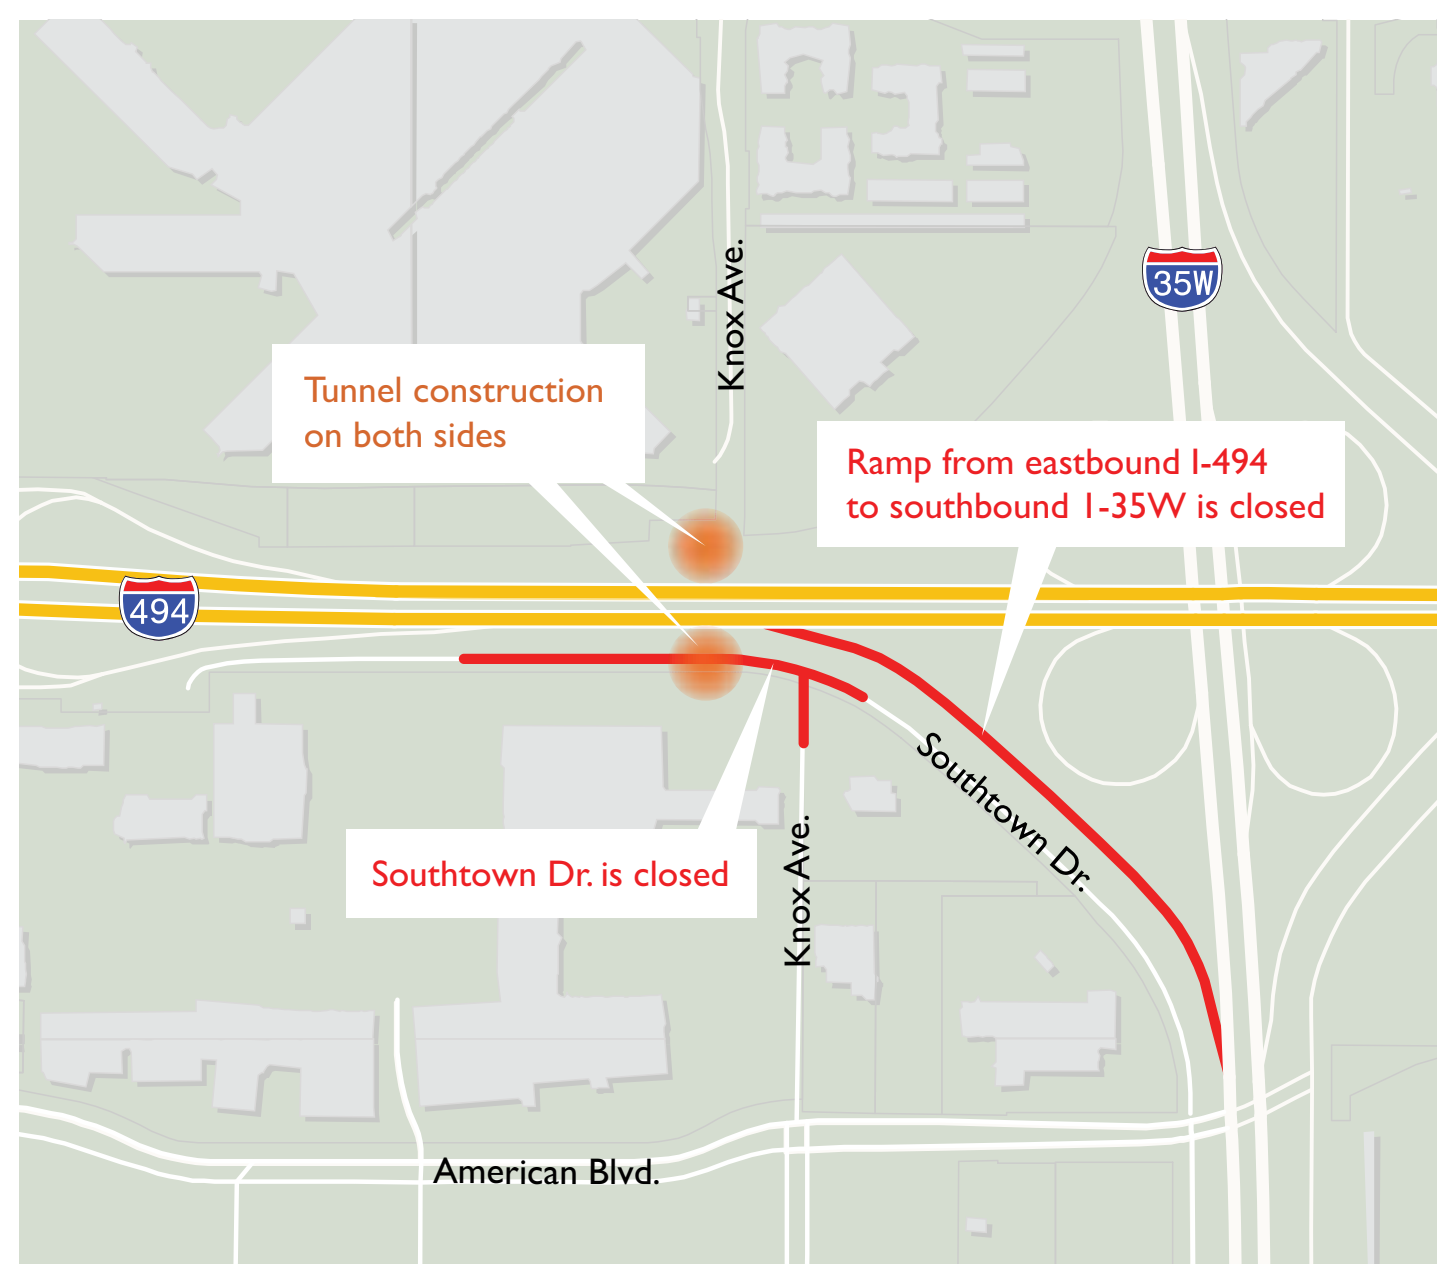 Knox Ave.
35W
Tunnel construction
on both sides
Ramp from eastbound I-494
to southbound 1-35W is closed
494
Southtown Dr.
Southtown Dr. is closed
Knox Ave.
American Blvd.